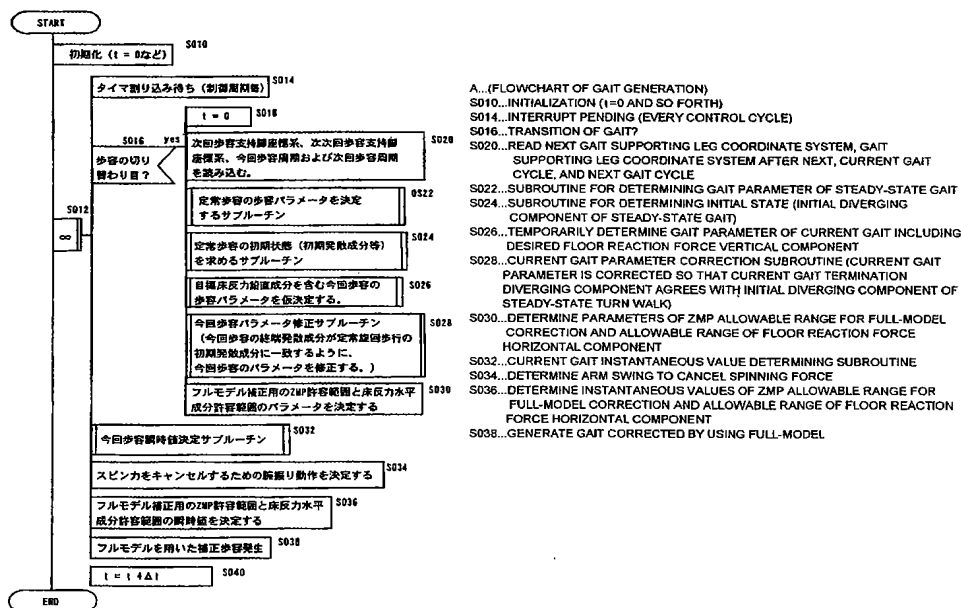 START
初期化 (t = 0など)
S010
タイマ割り込み待ち (制御周期毎)
S014
t = 0
S018
S016
yes
歩容の切り
替わり目?
次回歩容支持脚座標系、次次回歩容支持脚
座標系、今回歩容周期および次回歩容周期
を読み込む。
S020
定常歩容の歩容パラメータを決定
するサブルーチン
0S22
S012
∞
定常歩容の初期状態 (初期発散成分等)
を求めるサブルーチン
S024
目標床反力鉛直成分を含む今回歩容の
歩容パラメータを仮決定する。
S026
今回歩容パラメータ修正サブルーチン
(今回歩容の終端発散成分が定常旋回歩行の
初期発散成分に一致するように、
今回歩容のパラメータを修正する。)
S028
フルモデル補正用のZMP許容範囲と床反力水平
成分許容範囲のパラメータを決定する
S030
今回歩容瞬時値決定サブルーチン
S032
スピン力をキャンセルするための腕振り動作を決定する
S034
フルモデル補正用のZMP許容範囲と床反力水平
成分許容範囲の瞬時値を決定する
S036
フルモデルを用いた補正歩容発生
S038
t = t 4Δt
S040
END
A...(FLOWCHART OF GAIT GENERATION)
S010...INITIALIZATION (t=0 AND SO FORTH)
S014...INTERRUPT PENDING (EVERY CONTROL CYCLE)
S016...TRANSITION OF GAIT?
S020...READ NEXT GAIT SUPPORTING LEG COORDINATE SYSTEM, GAIT
SUPPORTING LEG COORDINATE SYSTEM AFTER NEXT, CURRENT GAIT
CYCLE, AND NEXT GAIT CYCLE
S022...SUBROUTINE FOR DETERMINING GAIT PARAMETER OF STEADY-STATE GAIT
S024...SUBROUTINE FOR DETERMINING INITIAL STATE (INITIAL DIVERGING
COMPONENT OF STEADY-STATE GAIT)
S026...TEMPORARILY DETERMINE GAIT PARAMETER OF CURRENT GAIT INCLUDING
DESIRED FLOOR REACTION FORCE VERTICAL COMPONENT
S028...CURRENT GAIT PARAMETER CORRECTION SUBROUTINE (CURRENT GAIT
PARAMETER IS CORRECTED SO THAT CURRENT GAIT TERMINATION
DIVERGING COMPONENT AGREES WITH INITIAL DIVERGING COMPONENT OF
STEADY-STATE TURN WALK)
S030...DETERMINE PARAMETERS OF ZMP ALLOWABLE RANGE FOR FULL-MODEL
CORRECTION AND ALLOWABLE RANGE OF FLOOR REACTION FORCE
HORIZONTAL COMPONENT
S032...CURRENT GAIT INSTANTANEOUS VALUE DETERMINING SUBROUTINE
S034...DETERMINE ARM SWING TO CANCEL SPINNING FORCE
S036...DETERMINE INSTANTANEOUS VALUES OF ZMP ALLOWABLE RANGE FOR
FULL-MODEL CORRECTION AND ALLOWABLE RANGE OF FLOOR REACTION
FORCE HORIZONTAL COMPONENT
S038...GENERATE GAIT CORRECTED BY USING FULL-MODEL